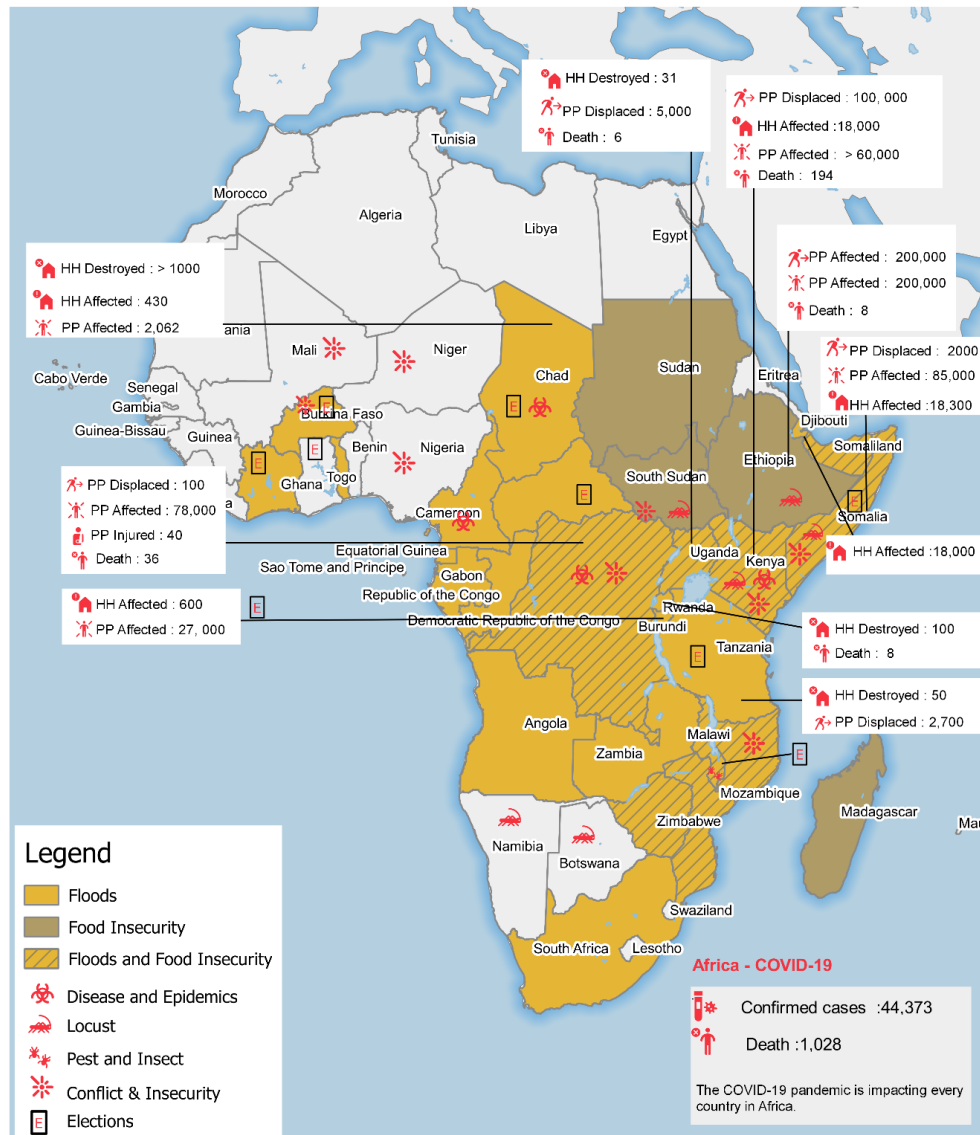 HH Destroyed : 31
PP Displaced : 5,000
Death : 6
PP Displaced : 100, 000
HH Affected :18,000
PP Affected : > 60,000
Death : 194
Tunisia
Morocco
Algeria
Libya
Egypt
HH Destroyed : > 1000
HH Affected : 430
PP Affected : 2,062
ania
PP Affected : 200,000
PP Affected : 200,000
Death : 8
PP Displaced : 2000
PP Affected : 85,000
HH Affected :18,300
Mali
Niger
Chad
Sudan
Eritrea
Cabo Verde
Senegal
Gambia
Guinea-Bissau
Guinea
E
Burkina Faso
E
Djibouti
Somaliland
E
E
Benin
Nigeria
Ghana
Togo
a
South Sudan
Ethiopia
E
E
Somalia
PP Displaced : 100
PP Affected : 78,000
PP Injured : 40
Death : 36
Cameroon
Equatorial Guinea
Sao Tome and Principe
Gabon
Republic of the Congo
Democratic Republic of the Congo
Uganda
Kenya
HH Affected :18,000
HH Affected : 600
PP Affected : 27, 000
E
Rwanda
Burundi
Tanzania
E
HH Destroyed : 100
Death : 8
HH Destroyed : 50
PP Displaced : 2,700
Angola
Zambia
Malawi
E
Mozambique
Zimbabwe
Madagascar
Mau
Namibia
Botswana
Swaziland
South Africa
Lesotho
Legend
Floods
Food Insecurity
Floods and Food Insecurity
Disease and Epidemics
Locust
Pest and Insect
Conflict & Insecurity
E Elections
Africa - COVID-19
Confirmed cases :44,373
Death :1,028
The COVID-19 pandemic is impacting every
country in Africa.